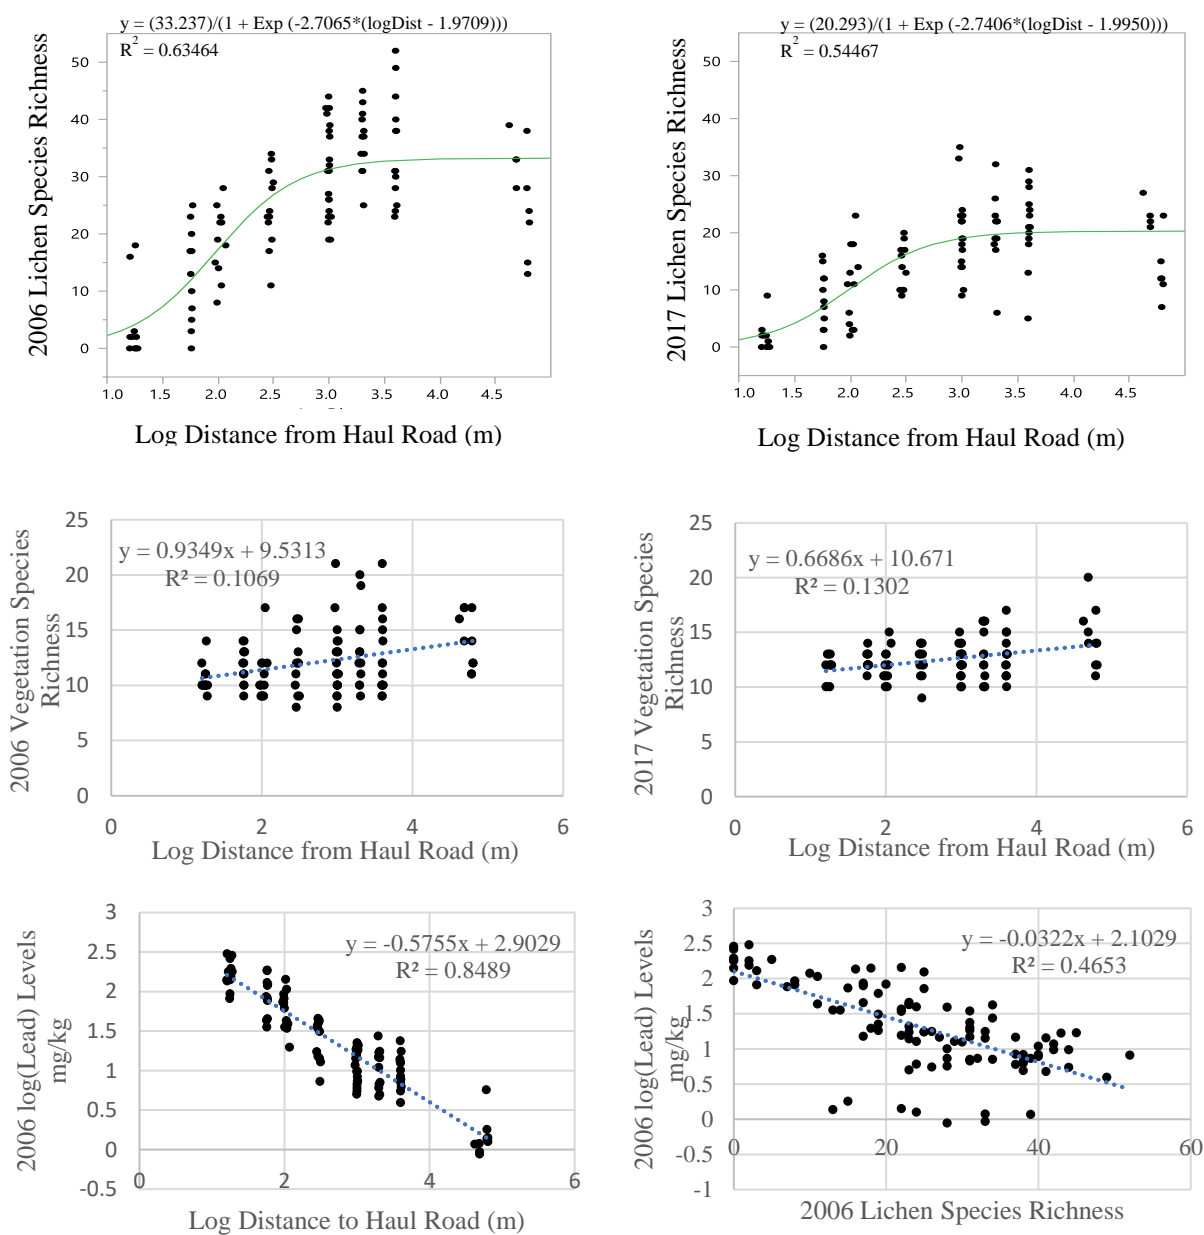 y = (33.237)/(1 + Exp (-2.7065*(logDist - 1.9709)))
R² = 0.63464
2006 Lichen Species Richness
50
40
30
20
10
0
1.0 1.5 2.0 2.5 3.0 3.5 4.0 4.5
Log Distance from Haul Road (m)
y = (20.293)/(1 + Exp (-2.7406*(logDist - 1.9950)))
R² = 0.54467
2017 Lichen Species Richness
50
40
30
20
10
0
1.0 1.5 2.0 2.5 3.0 3.5 4.0 4.5
Log Distance from Haul Road (m)
y = 0.9349x + 9.5313
R² = 0.1069
2006 Vegetation Species
Richness
25
20
15
10
5
0
0 2 4 6
Log Distance from Haul Road (m)
y = 0.6686x + 10.671
R² = 0.1302
2017 Vegetation Species
Richness
25
20
15
10
5
0
0 2 4 6
Log Distance from Haul Road (m)
y = -0.5755x + 2.9029
R² = 0.8489
2006 log(Lead) Levels
mg/kg
3
2.5
2
1.5
1
0.5
0
-0.5
0 2 4 6
Log Distance to Haul Road (m)
y = -0.0322x + 2.1029
R² = 0.4653
2006 log(Lead) Levels
mg/kg
3
2.5
2
1.5
1
0.5
0
-0.5
-1
0 20 40 60
2006 Lichen Species Richness